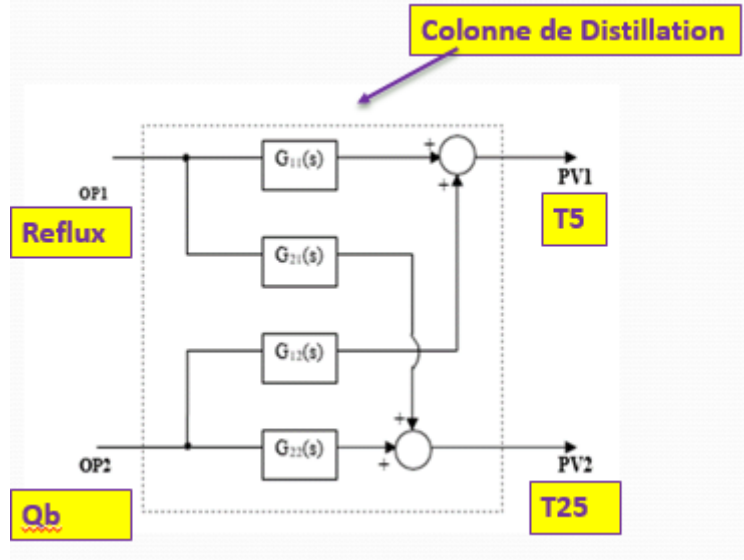 Colonne de Distillation
G11(s)
+
+
PV1
OP1
T5
Reflux
G21(s)
G12(s)
+
G22(s)
+
OP2
PV2
Qb
T25